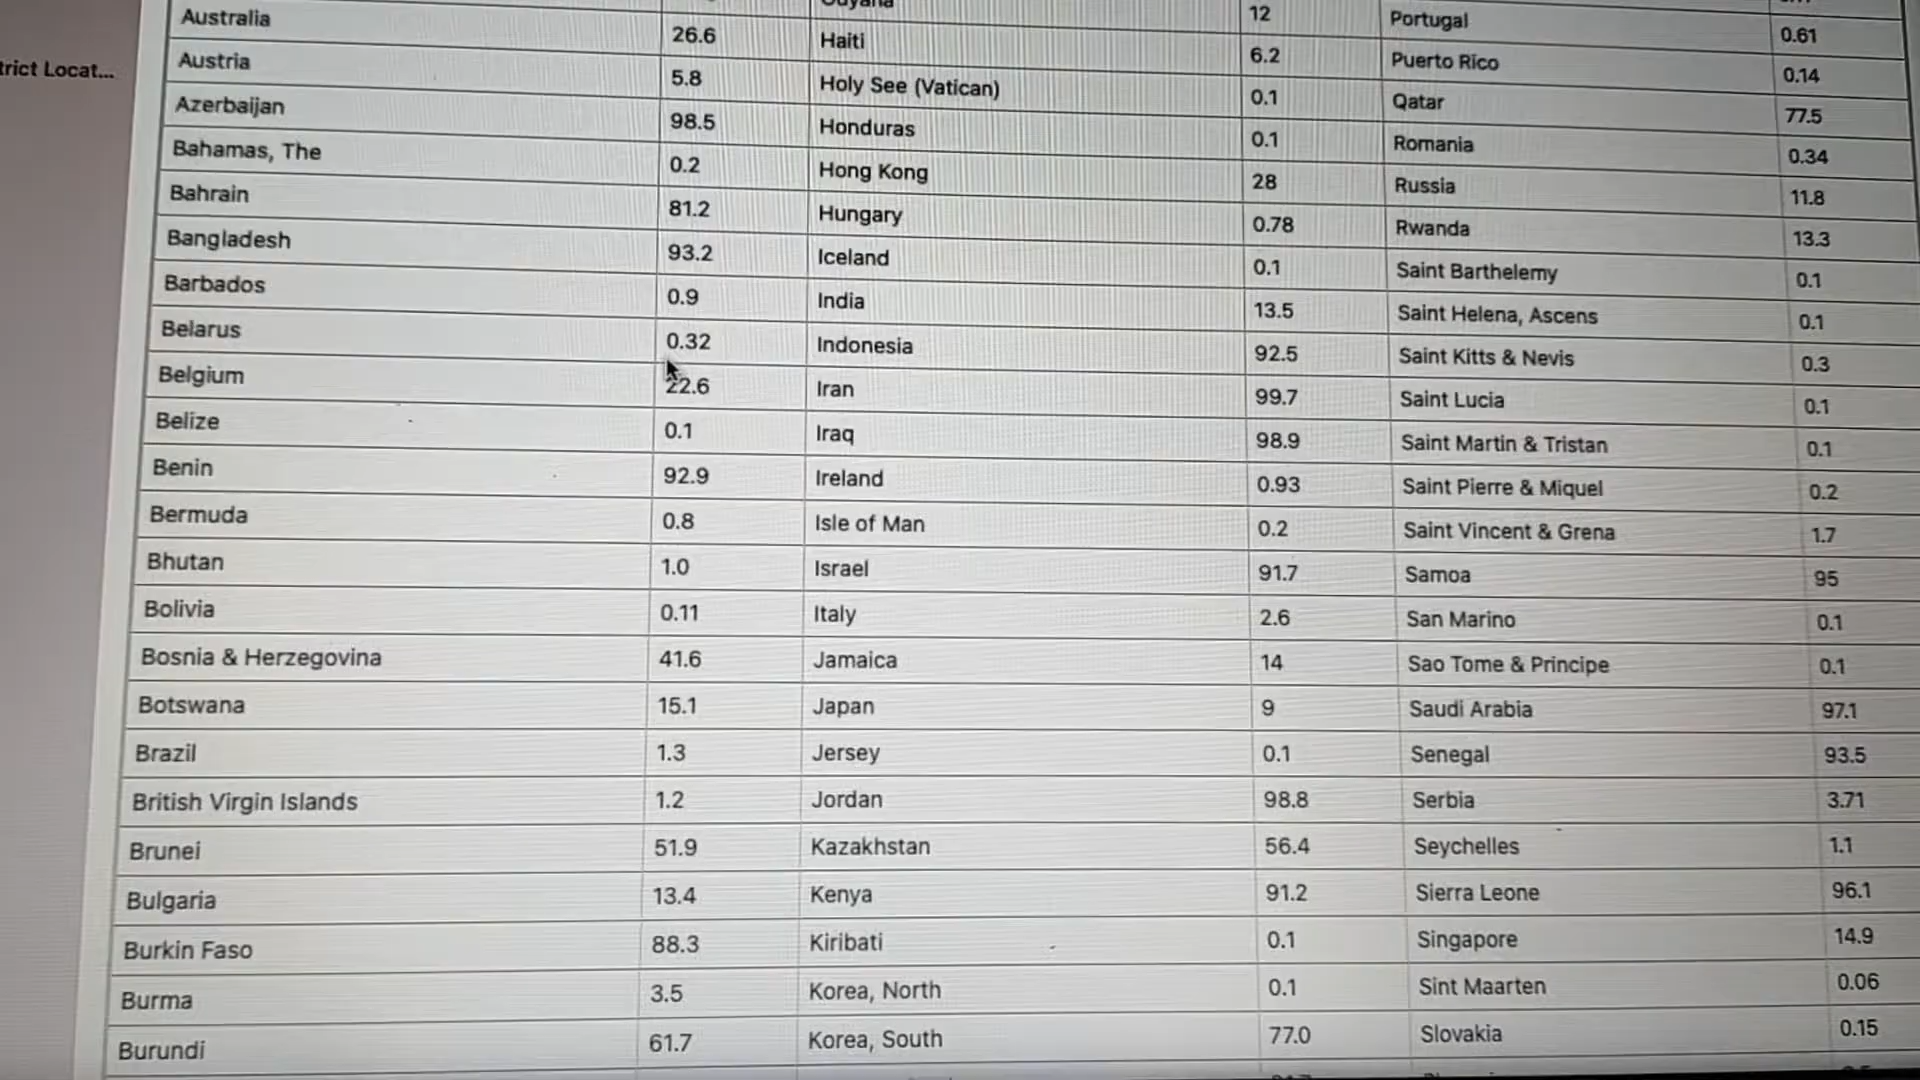 Guyana 12 Portugal 0.61
trict Locat...
Australia 26.6 Haiti 6.2 Puerto Rico 0.14
Austria 5.8 Holy See (Vatican) 0.1 Qatar 77.5
Azerbaijan 98.5 Honduras 0.1 Romania 0.34
Bahamas, The 0.2 Hong Kong 28 Russia 11.8
Bahrain 81.2 Hungary 0.78 Rwanda 13.3
Bangladesh 93.2 Iceland 0.1 Saint Barthelemy 0.1
Barbados 0.9 India 13.5 Saint Helena, Ascens 0.1
Belarus 0.32 Indonesia 92.5 Saint Kitts & Nevis 0.3
Belgium 22.6 Iran 99.7 Saint Lucia 0.1
Belize 0.1 Iraq 98.9 Saint Martin & Tristan 0.1
Benin 92.9 Ireland 0.93 Saint Pierre & Miquel 0.2
Bermuda 0.8 Isle of Man 0.2 Saint Vincent & Grena 1.7
Bhutan 1.0 Israel 91.7 Samoa 95
Bolivia 0.11 Italy 2.6 San Marino 0.1
Bosnia & Herzegovina 41.6 Jamaica 14 Sao Tome & Principe 0.1
Botswana 15.1 Japan 9 Saudi Arabia 97.1
Brazil 1.3 Jersey 0.1 Senegal 93.5
British Virgin Islands 1.2 Jordan 98.8 Serbia 3.71
Brunei 51.9 Kazakhstan 56.4 Seychelles 1.1
Bulgaria 13.4 Kenya 91.2 Sierra Leone 96.1
Burkin Faso 88.3 Kiribati 0.1 Singapore 14.9
Burma 3.5 Korea, North 0.1 Sint Maarten 0.06
Burundi 61.7 Korea, South 77.0 Slovakia 0.15